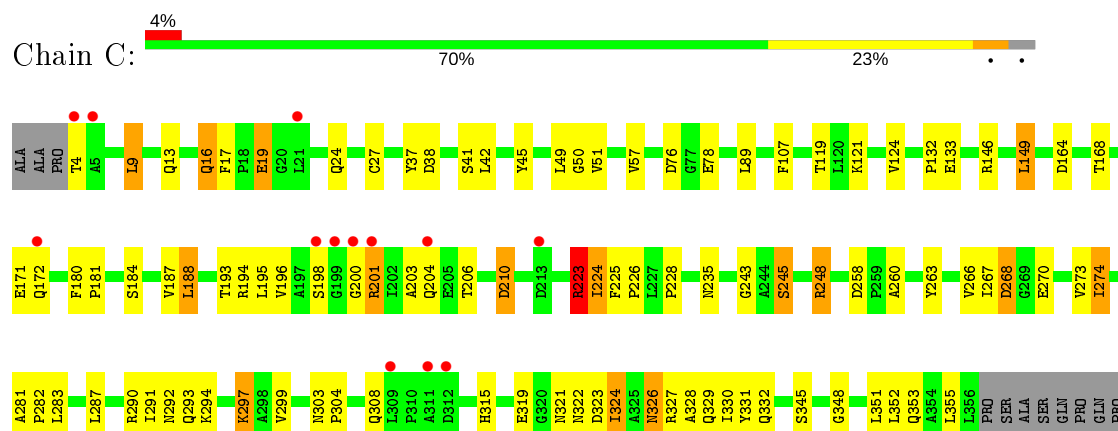 4%
Chain C:
70% 23% • •
ALA ALA PRO T4 A5 L9 Q13 Q16 F17 P18 E19 G20 L21 Q24 C27 Y37 D38 S41 L42 Y45 L49 G50 V51 V57 D76 G77 E78 L89 F107 T119 L120 K121 V124 P132 E133 R146 L149 D164 T168
E171 Q172 F180 P181 S184 V187 L188 T193 R194 L195 V196 A197 S198 G199 G200 R201 I202 A203 Q204 E205 T206 D210 D213 R223 I224 F225 P226 L227 P228 N235 G243 A244 S245 R248 D258 P259 A260 Y263 V266 I267 D268 G269 E270 V273 I274
A281 P282 L283 L287 R290 I291 N292 Q293 K294 K297 A298 V299 N303 P304 Q308 L309 P310 A311 D312 H315 E319 G320 N321 N322 D323 I324 A325 N326 R327 A328 Q329 I330 Y331 Q332 S345 G348 L351 L352 Q353 A354 L355 L356 PRO SER ALA SER GLN PRO GLN PRO